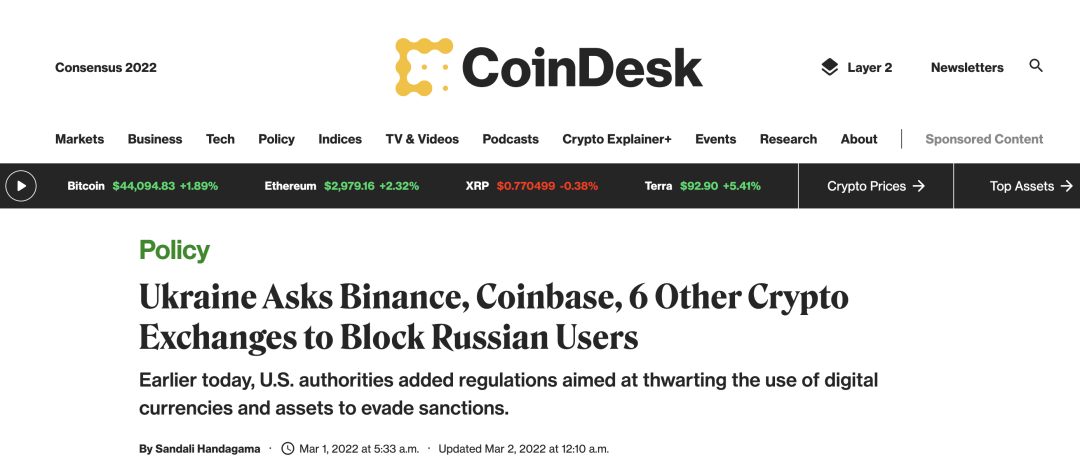 Consensus 2022
CoinDesk
Layer 2
Newsletters
Markets Business Tech Policy Indices TV & Videos Podcasts Crypto Explainer+ Events Research About Sponsored Content
Bitcoin $44,094.83 +1.89% Ethereum $2,979.16 +2.32% XRP $0.770499 -0.38% Terra $92.90 +5.41% Crypto Prices → Top Assets →
Policy
Ukraine Asks Binance, Coinbase, 6 Other Crypto
Exchanges to Block Russian Users
Earlier today, U.S. authorities added regulations aimed at thwarting the use of digital
currencies and assets to evade sanctions.
By Sandali Handagama · Mar 1, 2022 at 5:33 a.m. · Updated Mar 2, 2022 at 12:10 a.m.